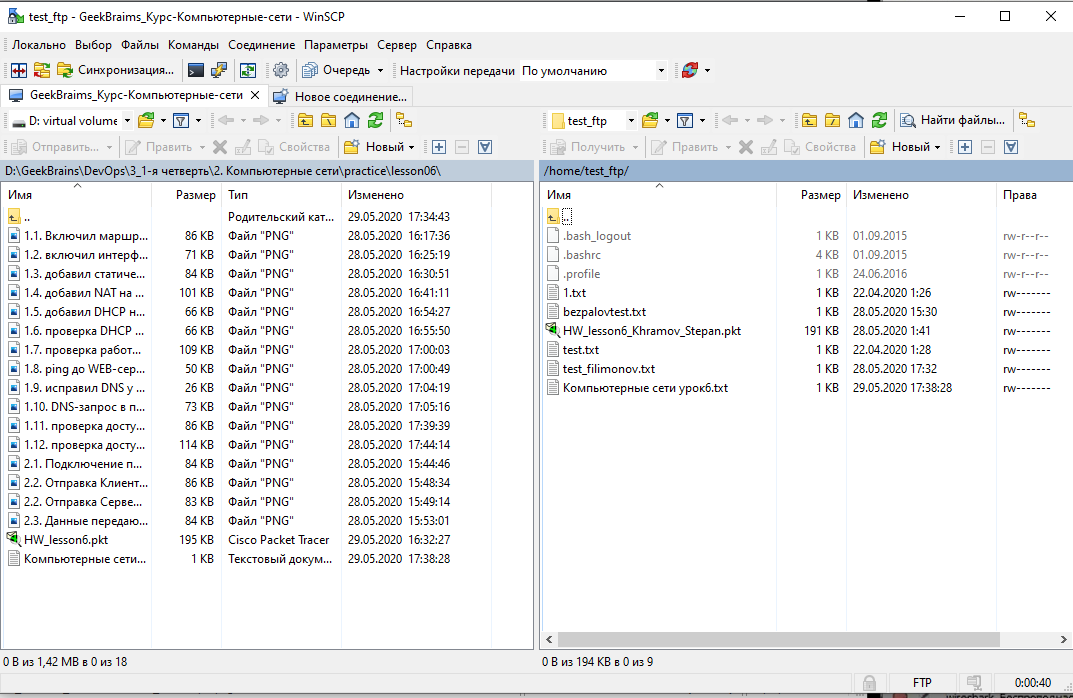 test_ftp - GeekBraims_Курс-Компьютерные-сети - WinSCP
Локально Выбор Файлы Команды Соединение Параметры Сервер Справка
Синхронизация... Очередь Настройки передачи По умолчанию
GeekBraims_Курс-Компьютерные-сети Новое соединение...
D: virtual volume test_ftp Найти файлы...
Отправить... Править Свойства Новый Получить Править Свойства Новый
D:\GeekBrains\DevOps\3_1-я четверть\2. Компьютерные сети\practice\lesson06\
Имя Размер Тип Изменено
.. Родительский кат... 29.05.2020 17:34:43
1.1. Включил маршр... 86 KB Файл "PNG" 28.05.2020 16:17:36
1.2. включил интерф... 71 KB Файл "PNG" 28.05.2020 16:25:19
1.3. добавил статиче... 84 KB Файл "PNG" 28.05.2020 16:30:51
1.4. добавил NAT на ... 101 KB Файл "PNG" 28.05.2020 16:41:11
1.5. добавил DHCP н... 66 KB Файл "PNG" 28.05.2020 16:54:27
1.6. проверка DHCP ... 66 KB Файл "PNG" 28.05.2020 16:55:50
1.7. проверка работ... 109 KB Файл "PNG" 28.05.2020 17:00:03
1.8. ping до WEB-сер... 50 KB Файл "PNG" 28.05.2020 17:00:49
1.9. исправил DNS у ... 26 KB Файл "PNG" 28.05.2020 17:04:19
1.10. DNS-запрос в п... 73 KB Файл "PNG" 28.05.2020 17:05:16
1.11. проверка досту... 86 KB Файл "PNG" 28.05.2020 17:39:39
1.12. проверка досту... 114 KB Файл "PNG" 28.05.2020 17:44:14
2.1. Подключение п... 84 KB Файл "PNG" 28.05.2020 15:44:46
2.2. Отправка Клиент... 86 KB Файл "PNG" 28.05.2020 15:48:34
2.2. Отправка Серве... 83 KB Файл "PNG" 28.05.2020 15:49:14
2.3. Данные передаю... 84 KB Файл "PNG" 28.05.2020 15:53:01
HW_lesson6.pkt 195 KB Cisco Packet Tracer 29.05.2020 16:32:27
Компьютерные сети... 1 KB Текстовый докум... 29.05.2020 17:38:28
0 B из 1,42 MB в 0 из 18
/home/test_ftp/
Имя Размер Изменено Права
..
.bash_logout 1 KB 01.09.2015 rw-r--r--
.bashrc 4 KB 01.09.2015 rw-r--r--
.profile 1 KB 24.06.2016 rw-r--r--
1.txt 1 KB 22.04.2020 1:26 rw-------
bezpalovtest.txt 1 KB 28.05.2020 15:30 rw-------
HW_lesson6_Khramov_Stepan.pkt 191 KB 28.05.2020 1:41 rw-------
test.txt 1 KB 22.04.2020 1:28 rw-------
test_filimonov.txt 1 KB 28.05.2020 17:32 rw-------
Компьютерные сети урок6.txt 1 KB 29.05.2020 17:38:28 rw-------
0 B из 194 KB в 0 из 9
FTP 0:00:40